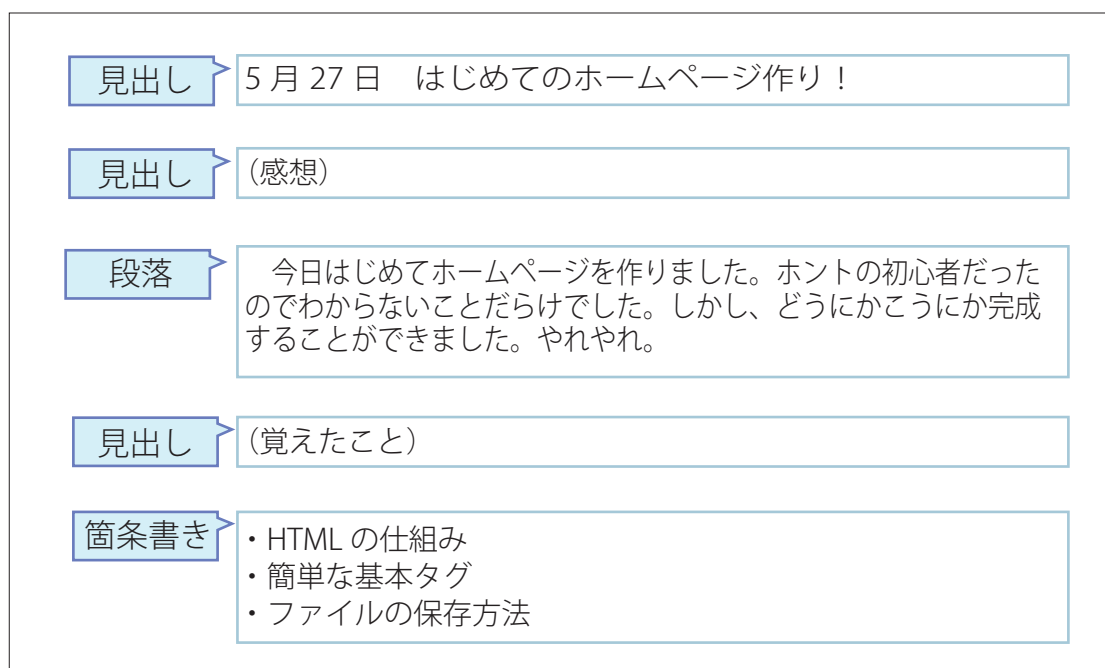 見出し
5 月 27 日　はじめてのホームページ作り！
見出し
(感想)
段落
　今日はじめてホームページを作りました。ホントの初心者だった
のでわからないことだらけでした。しかし、どうにかこうにか完成
することができました。やれやれ。
見出し
(覚えたこと)
箇条書き
・HTML の仕組み
・簡単な基本タグ
・ファイルの保存方法